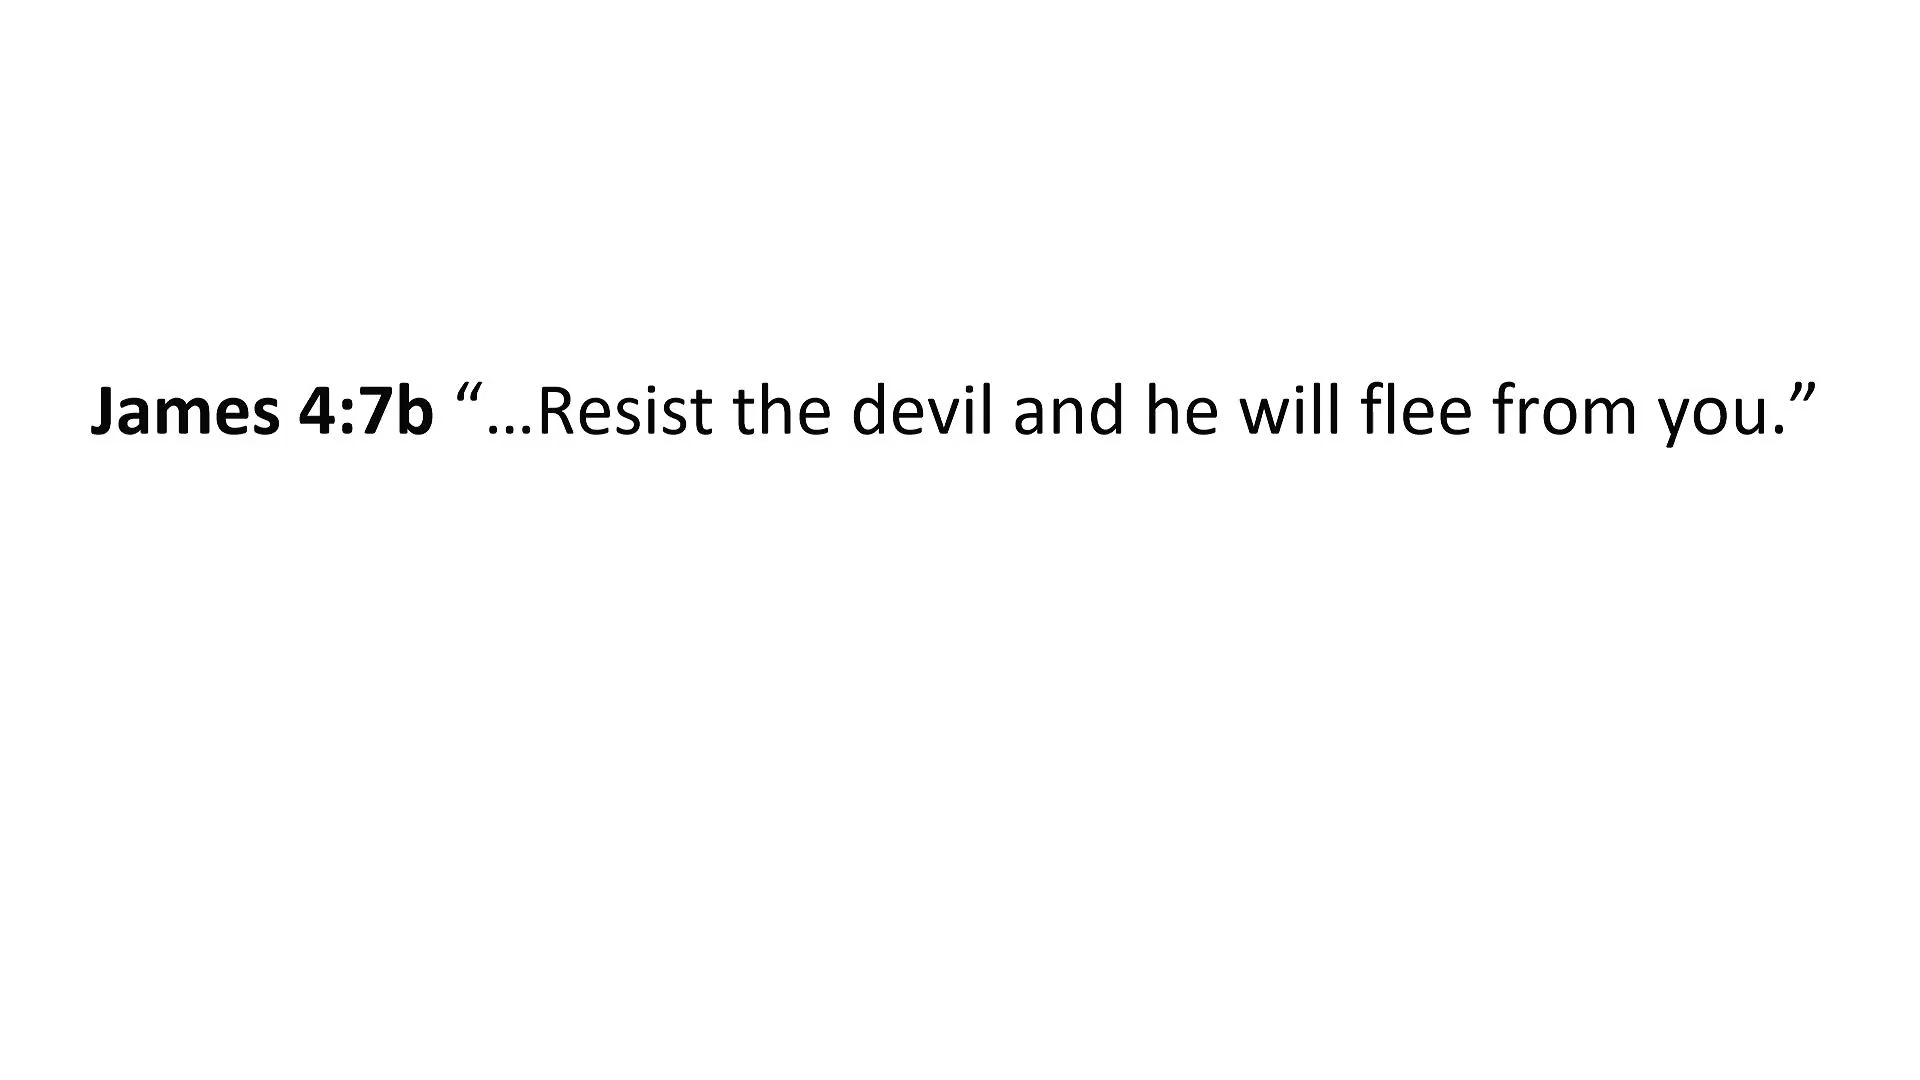 James 4:7b “…Resist the devil and he will flee from you.”